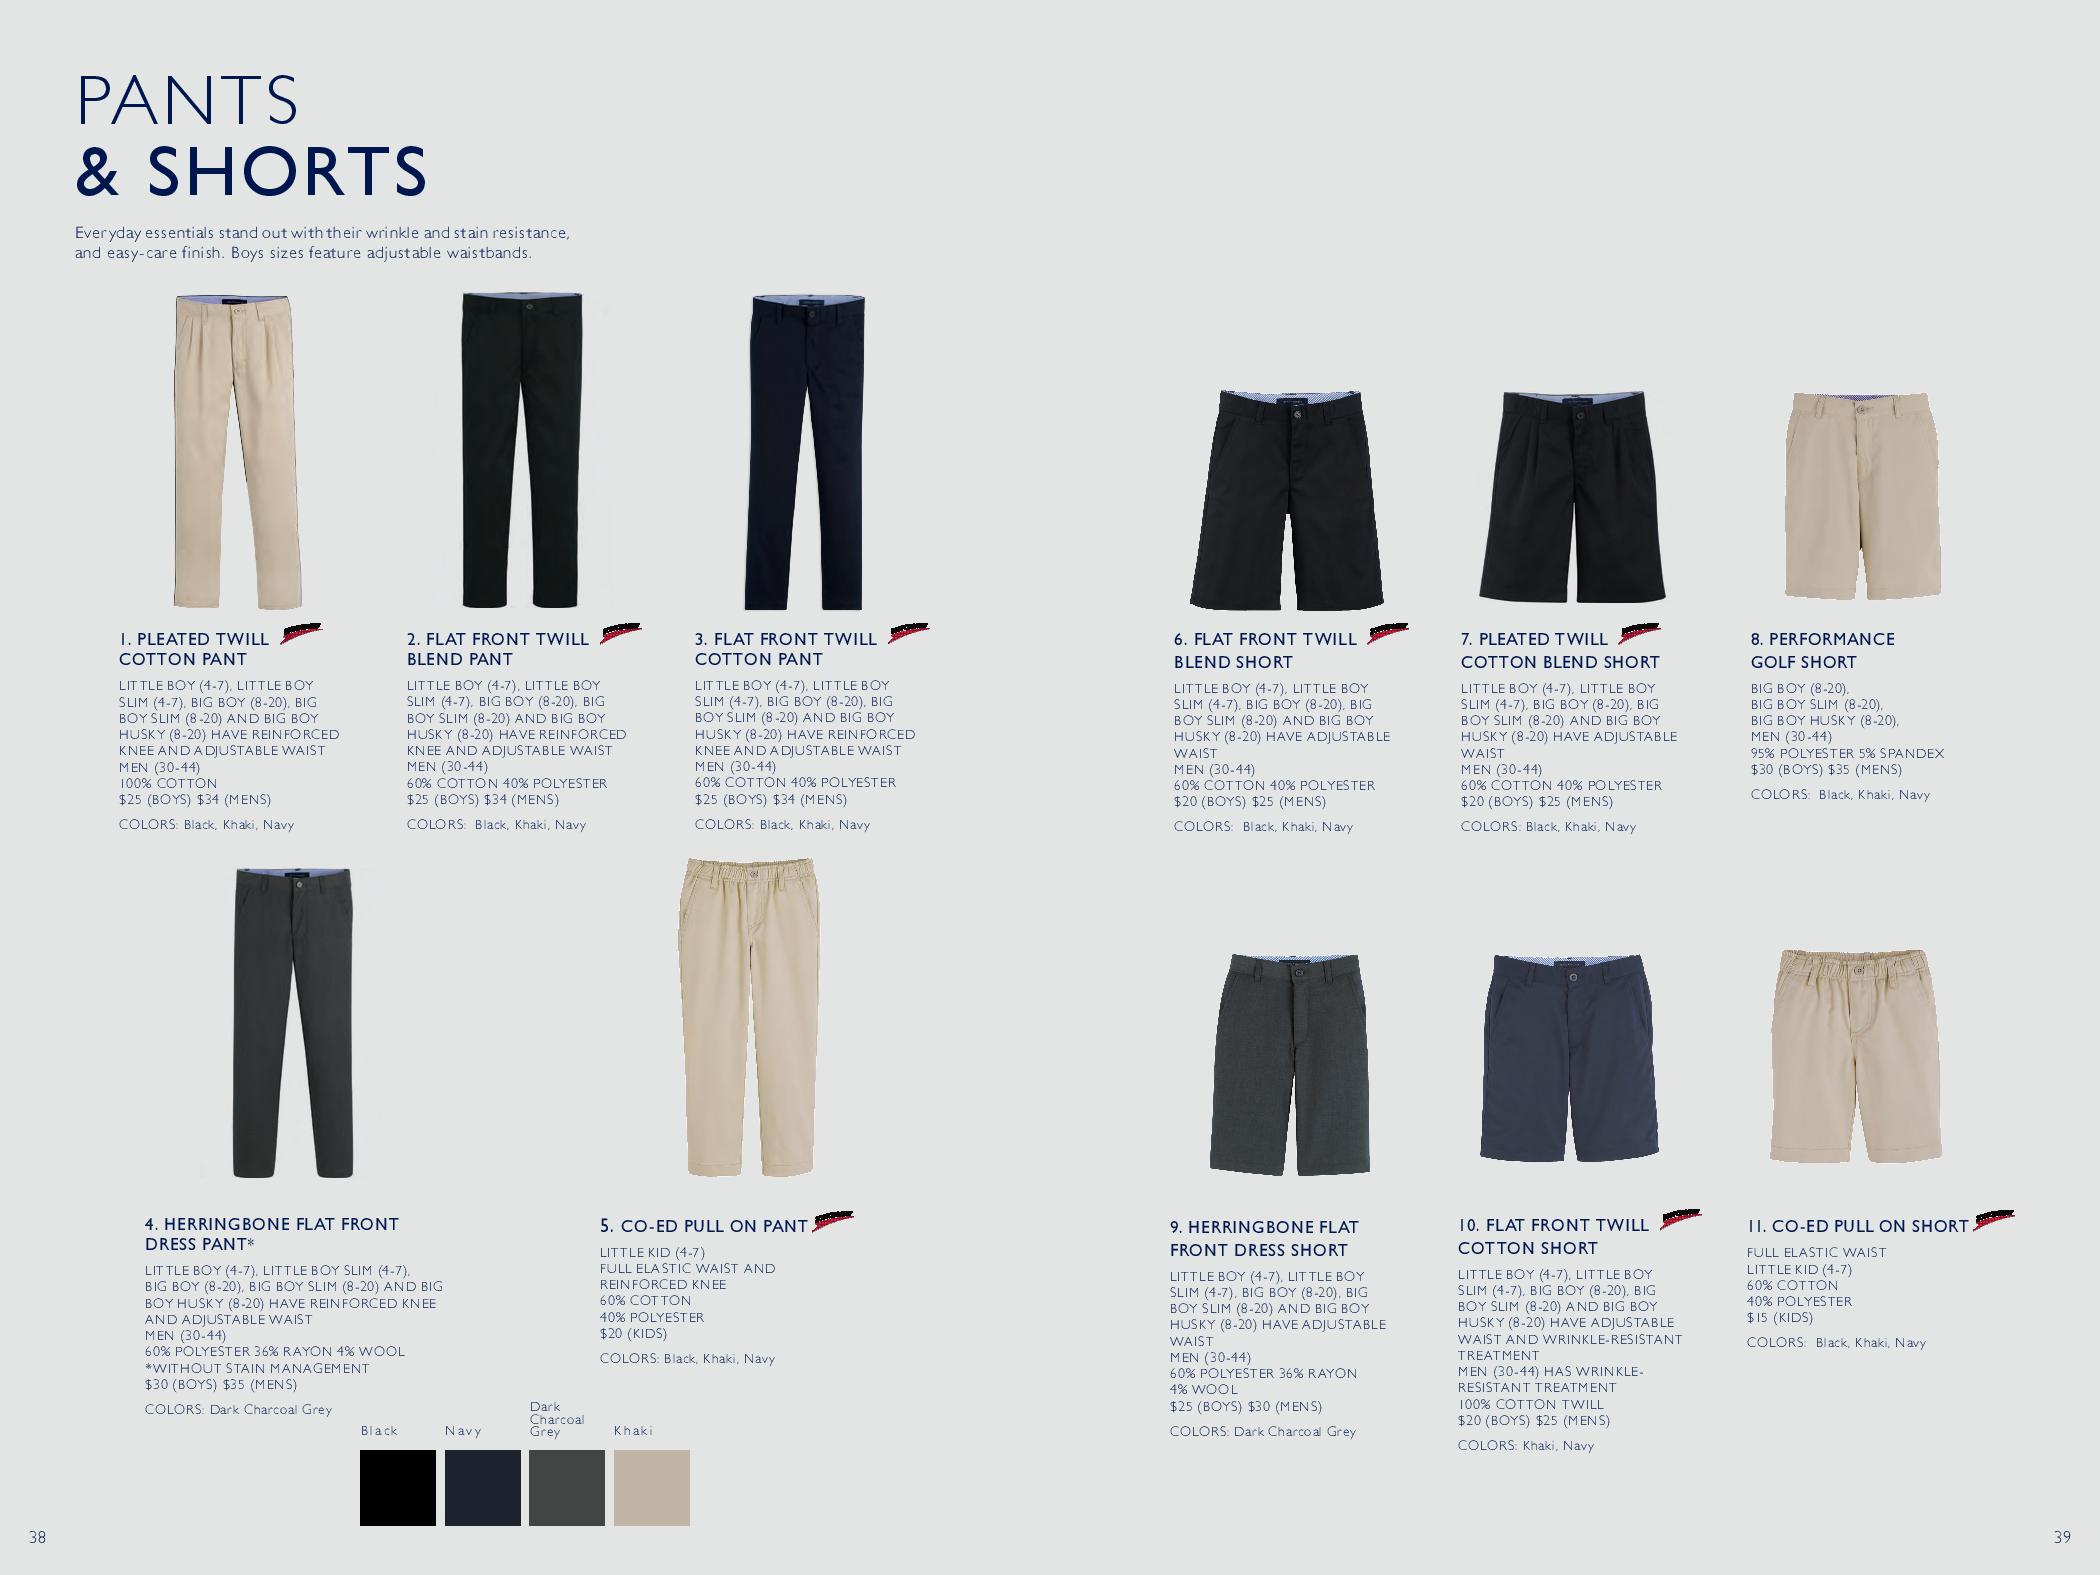 PANTS
& SHORTS
Everyday essentials stand out with their wrinkle and stain resistance,
and easy-care finish. Boys sizes feature adjustable waistbands.
1. PLEATED TWILL
COTTON PANT
LITTLE BOY (4-7), LITTLE BOY
SLIM (4-7), BIG BOY (8-20), BIG
BOY SLIM (8-20) AND BIG BOY
HUSKY (8-20) HAVE REINFORCED
KNEE AND ADJUSTABLE WAIST
MEN (30-44)
100% COTTON
$25 (BOYS) $34 (MENS)
COLORS: Black, Khaki, Navy
2. FLAT FRONT TWILL
BLEND PANT
LITTLE BOY (4-7), LITTLE BOY
SLIM (4-7), BIG BOY (8-20), BIG
BOY SLIM (8-20) AND BIG BOY
HUSKY (8-20) HAVE REINFORCED
KNEE AND ADJUSTABLE WAIST
MEN (30-44)
60% COTTON 40% POLYESTER
$25 (BOYS) $34 (MENS)
COLORS: Black, Khaki, Navy
3. FLAT FRONT TWILL
COTTON PANT
LITTLE BOY (4-7), LITTLE BOY
SLIM (4-7), BIG BOY (8-20), BIG
BOY SLIM (8-20) AND BIG BOY
HUSKY (8-20) HAVE REINFORCED
KNEE AND ADJUSTABLE WAIST
MEN (30-44)
60% COTTON 40% POLYESTER
$25 (BOYS) $34 (MENS)
COLORS: Black, Khaki, Navy
4. HERRINGBONE FLAT FRONT
DRESS PANT*
LITTLE BOY (4-7), LITTLE BOY SLIM (4-7),
BIG BOY (8-20), BIG BOY SLIM (8-20) AND BIG
BOY HUSKY (8-20) HAVE REINFORCED KNEE
AND ADJUSTABLE WAIST
MEN (30-44)
60% POLYESTER 36% RAYON 4% WOOL
*WITHOUT STAIN MANAGEMENT
$30 (BOYS) $35 (MENS)
COLORS: Dark Charcoal Grey
5. CO-ED PULL ON PANT
LITTLE KID (4-7)
FULL ELASTIC WAIST AND
REINFORCED KNEE
60% COTTON
40% POLYESTER
$20 (KIDS)
COLORS: Black, Khaki, Navy
Black
Navy
Dark
Charcoal
Grey
Khaki
38
6. FLAT FRONT TWILL
BLEND SHORT
LITTLE BOY (4-7), LITTLE BOY
SLIM (4-7), BIG BOY (8-20), BIG
BOY SLIM (8-20) AND BIG BOY
HUSKY (8-20) HAVE ADJUSTABLE
WAIST
MEN (30-44)
60% COTTON 40% POLYESTER
$20 (BOYS) $25 (MENS)
COLORS: Black, Khaki, Navy
7. PLEATED TWILL
COTTON BLEND SHORT
LITTLE BOY (4-7), LITTLE BOY
SLIM (4-7), BIG BOY (8-20), BIG
BOY SLIM (8-20) AND BIG BOY
HUSKY (8-20) HAVE ADJUSTABLE
WAIST
MEN (30-44)
60% COTTON 40% POLYESTER
$20 (BOYS) $25 (MENS)
COLORS: Black, Khaki, Navy
8. PERFORMANCE
GOLF SHORT
BIG BOY (8-20),
BIG BOY SLIM (8-20),
BIG BOY HUSKY (8-20),
MEN (30-44)
95% POLYESTER 5% SPANDEX
$30 (BOYS) $35 (MENS)
COLORS: Black, Khaki, Navy
9. HERRINGBONE FLAT
FRONT DRESS SHORT
LITTLE BOY (4-7), LITTLE BOY
SLIM (4-7), BIG BOY (8-20), BIG
BOY SLIM (8-20) AND BIG BOY
HUSKY (8-20) HAVE ADJUSTABLE
WAIST
MEN (30-44)
60% POLYESTER 36% RAYON
4% WOOL
$25 (BOYS) $30 (MENS)
COLORS: Dark Charcoal Grey
10. FLAT FRONT TWILL
COTTON SHORT
LITTLE BOY (4-7), LITTLE BOY
SLIM (4-7), BIG BOY (8-20), BIG
BOY SLIM (8-20) AND BIG BOY
HUSKY (8-20) HAVE ADJUSTABLE
WAIST AND WRINKLE-RESISTANT
TREATMENT
MEN (30-44) HAS WRINKLE-
RESISTANT TREATMENT
100% COTTON TWILL
$20 (BOYS) $25 (MENS)
COLORS: Khaki, Navy
11. CO-ED PULL ON SHORT
FULL ELASTIC WAIST
LITTLE KID (4-7)
60% COTTON
40% POLYESTER
$15 (KIDS)
COLORS: Black, Khaki, Navy
39